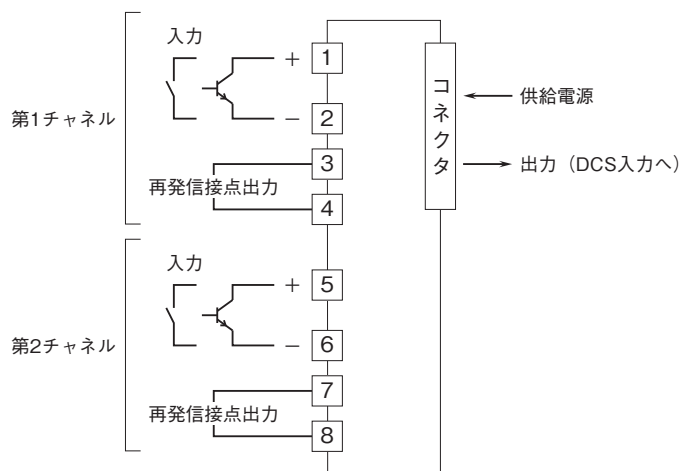 入力
+
1
第1チャネル
−
2
3
再発信接点出力
4
入力
+
5
第2チャネル
−
6
7
再発信接点出力
8
コネクタ
供給電源
出力（DCS入力へ）